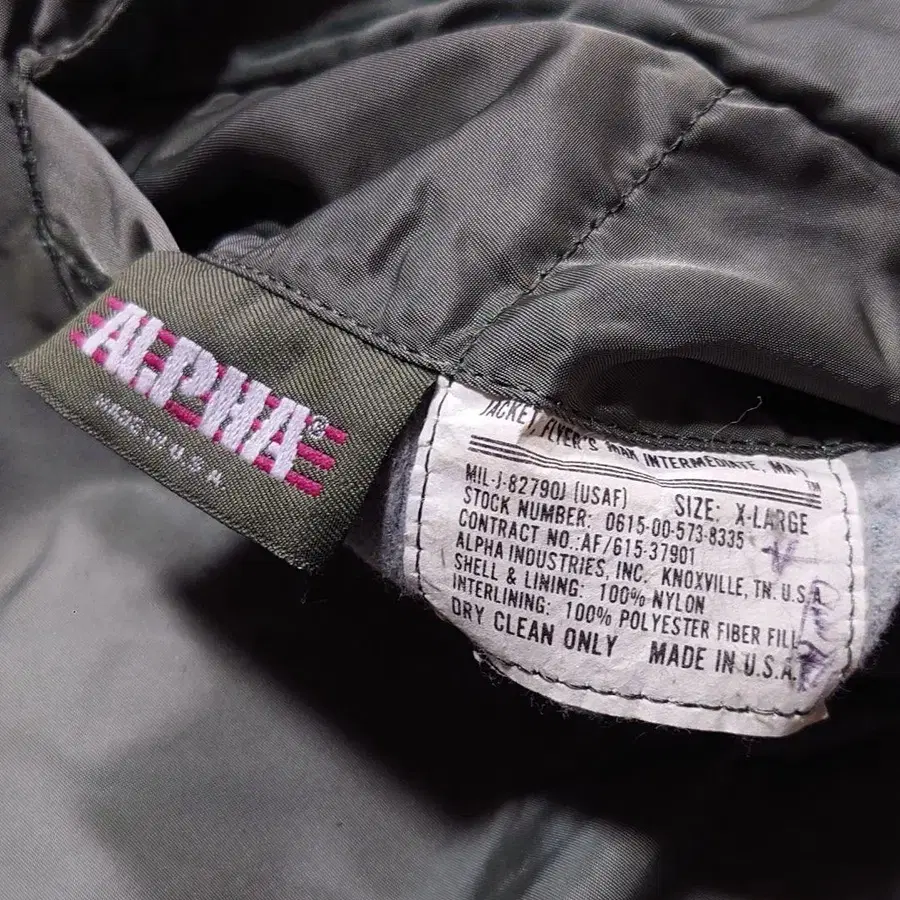 ALPHA®
MADE IN U.S.A.
JACKET, FLYER'S MAN INTERMEDIATE, MA-1
TM
MIL-J-82790J (USAF) SIZE: X-LARGE
STOCK NUMBER: 0615-00-573-8335
CONTRACT NO.:AF/615-37901
ALPHA INDUSTRIES, INC. KNOXVILLE, TN. U.S.A
SHELL & LINING: 100% NYLON
INTERLINING: 100% POLYESTER FIBER FILL
DRY CLEAN ONLY MADE IN U.S.A.